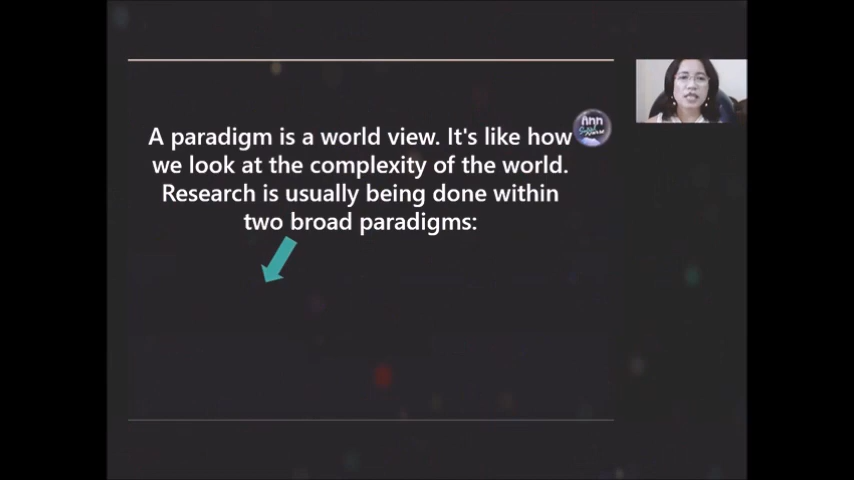 A paradigm is a world view. It's like how
we look at the complexity of the world.
Research is usually being done within
two broad paradigms:
Ann